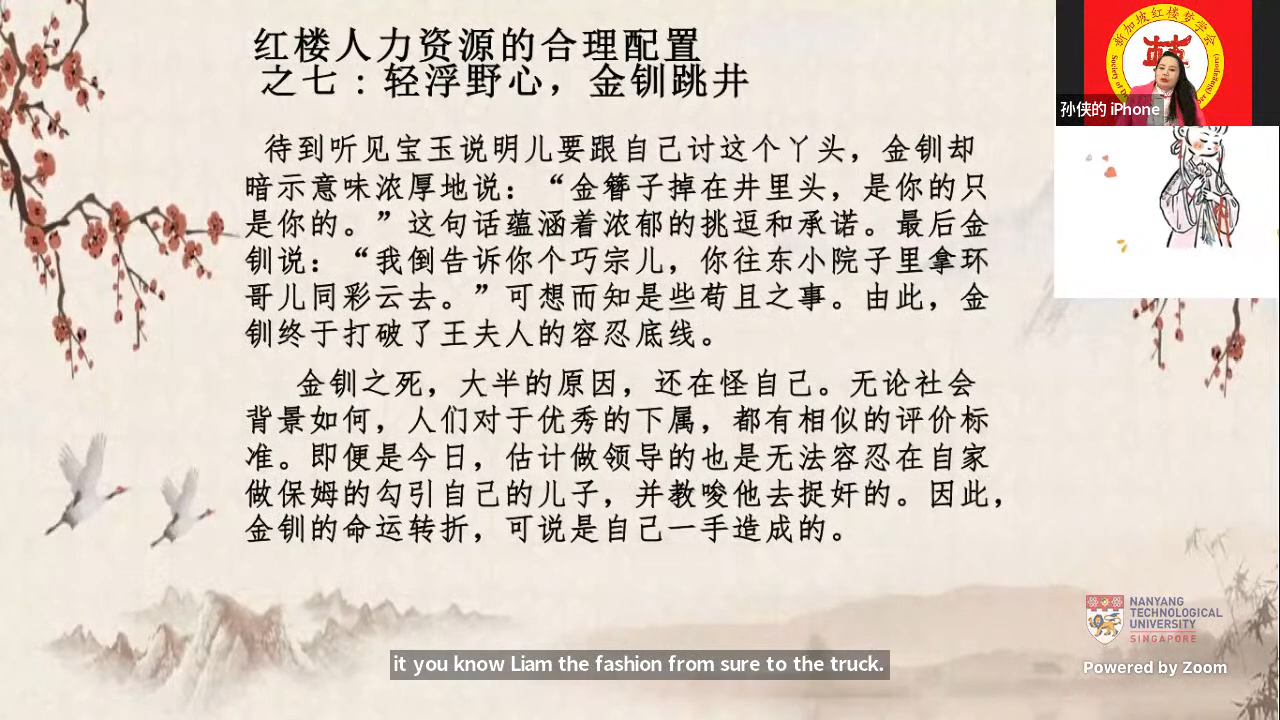 红楼人力资源的合理配置
之七：轻浮野心，金钏跳井
待到听见宝玉说明儿要跟自己讨这个丫头，金钏却
暗示意味浓厚地说：“金簪子掉在井里头，是你的只
是你的。”这句话蕴涵着浓郁的挑逗和承诺。最后金
钏说：“我倒告诉你个巧宗儿，你往东小院子里拿环
哥儿同彩云去。”可想而知是些苟且之事。由此，金
钏终于打破了王夫人的容忍底线。
金钏之死，大半的原因，还在怪自己。无论社会
背景如何，人们对于优秀的下属，都有相似的评价标
准。即便是今日，估计做领导的也是无法容忍在自家
做保姆的勾引自己的儿子，并教唆他去捉奸的。因此，
金钏的命运转折，可说是自己一手造成的。
新加坡红楼梦学会
Society of
(Singapore)
孙侠的 iPhone
NANYANG
TECHNOLOGICAL
UNIVERSITY
SINGAPORE
Powered by Zoom
it you know Liam the fashion from sure to the truck.